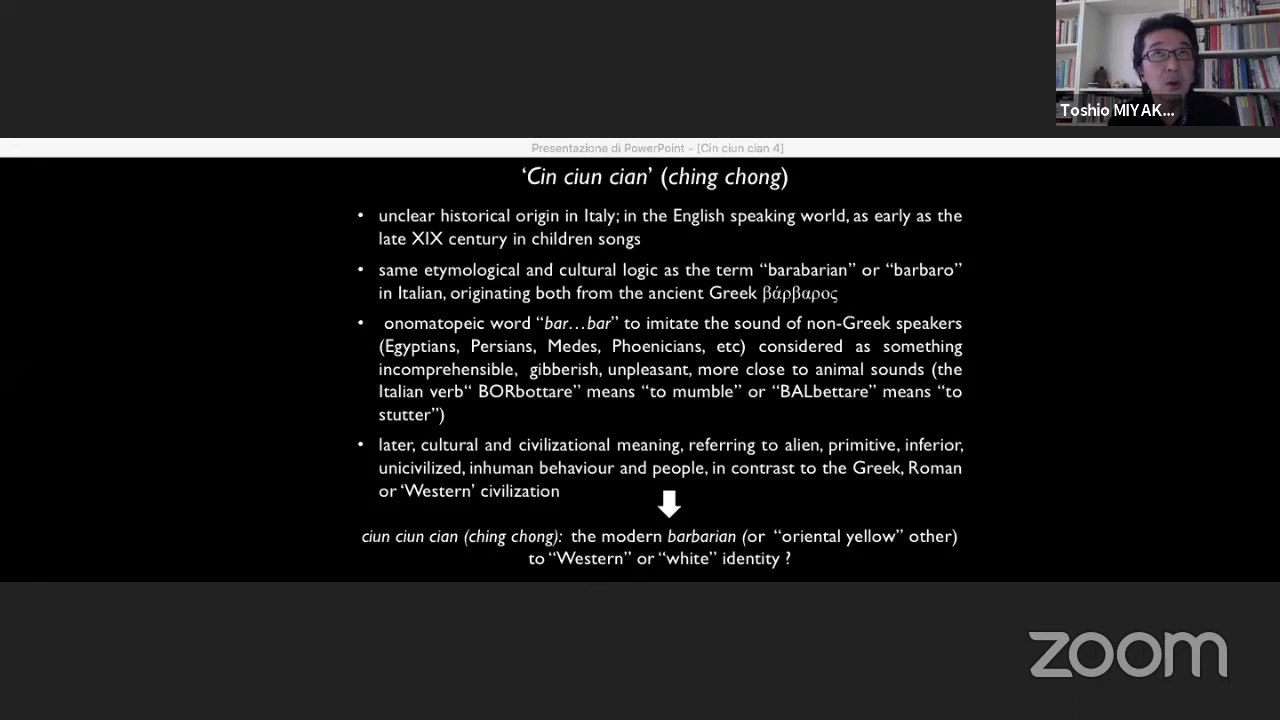 Toshio MIYAK...
Presentazione di PowerPoint - [Cin ciun cian 4]
‘Cin ciun cian’ (ching chong)
• unclear historical origin in Italy; in the English speaking world, as early as the
late XIX century in children songs
• same etymological and cultural logic as the term “barabarian” or “barbaro”
in Italian, originating both from the ancient Greek βάρβαρος
• onomatopeic word “bar…bar” to imitate the sound of non-Greek speakers
(Egyptians, Persians, Medes, Phoenicians, etc) considered as something
incomprehensible, gibberish, unpleasant, more close to animal sounds (the
Italian verb“ BORbottare” means “to mumble” or “BALbettare” means “to
stutter”)
• later, cultural and civilizational meaning, referring to alien, primitive, inferior,
unicivilized, inhuman behaviour and people, in contrast to the Greek, Roman
or ‘Western’ civilization
ciun ciun cian (ching chong): the modern barbarian (or “oriental yellow” other)
to “Western” or “white” identity ?
zoom